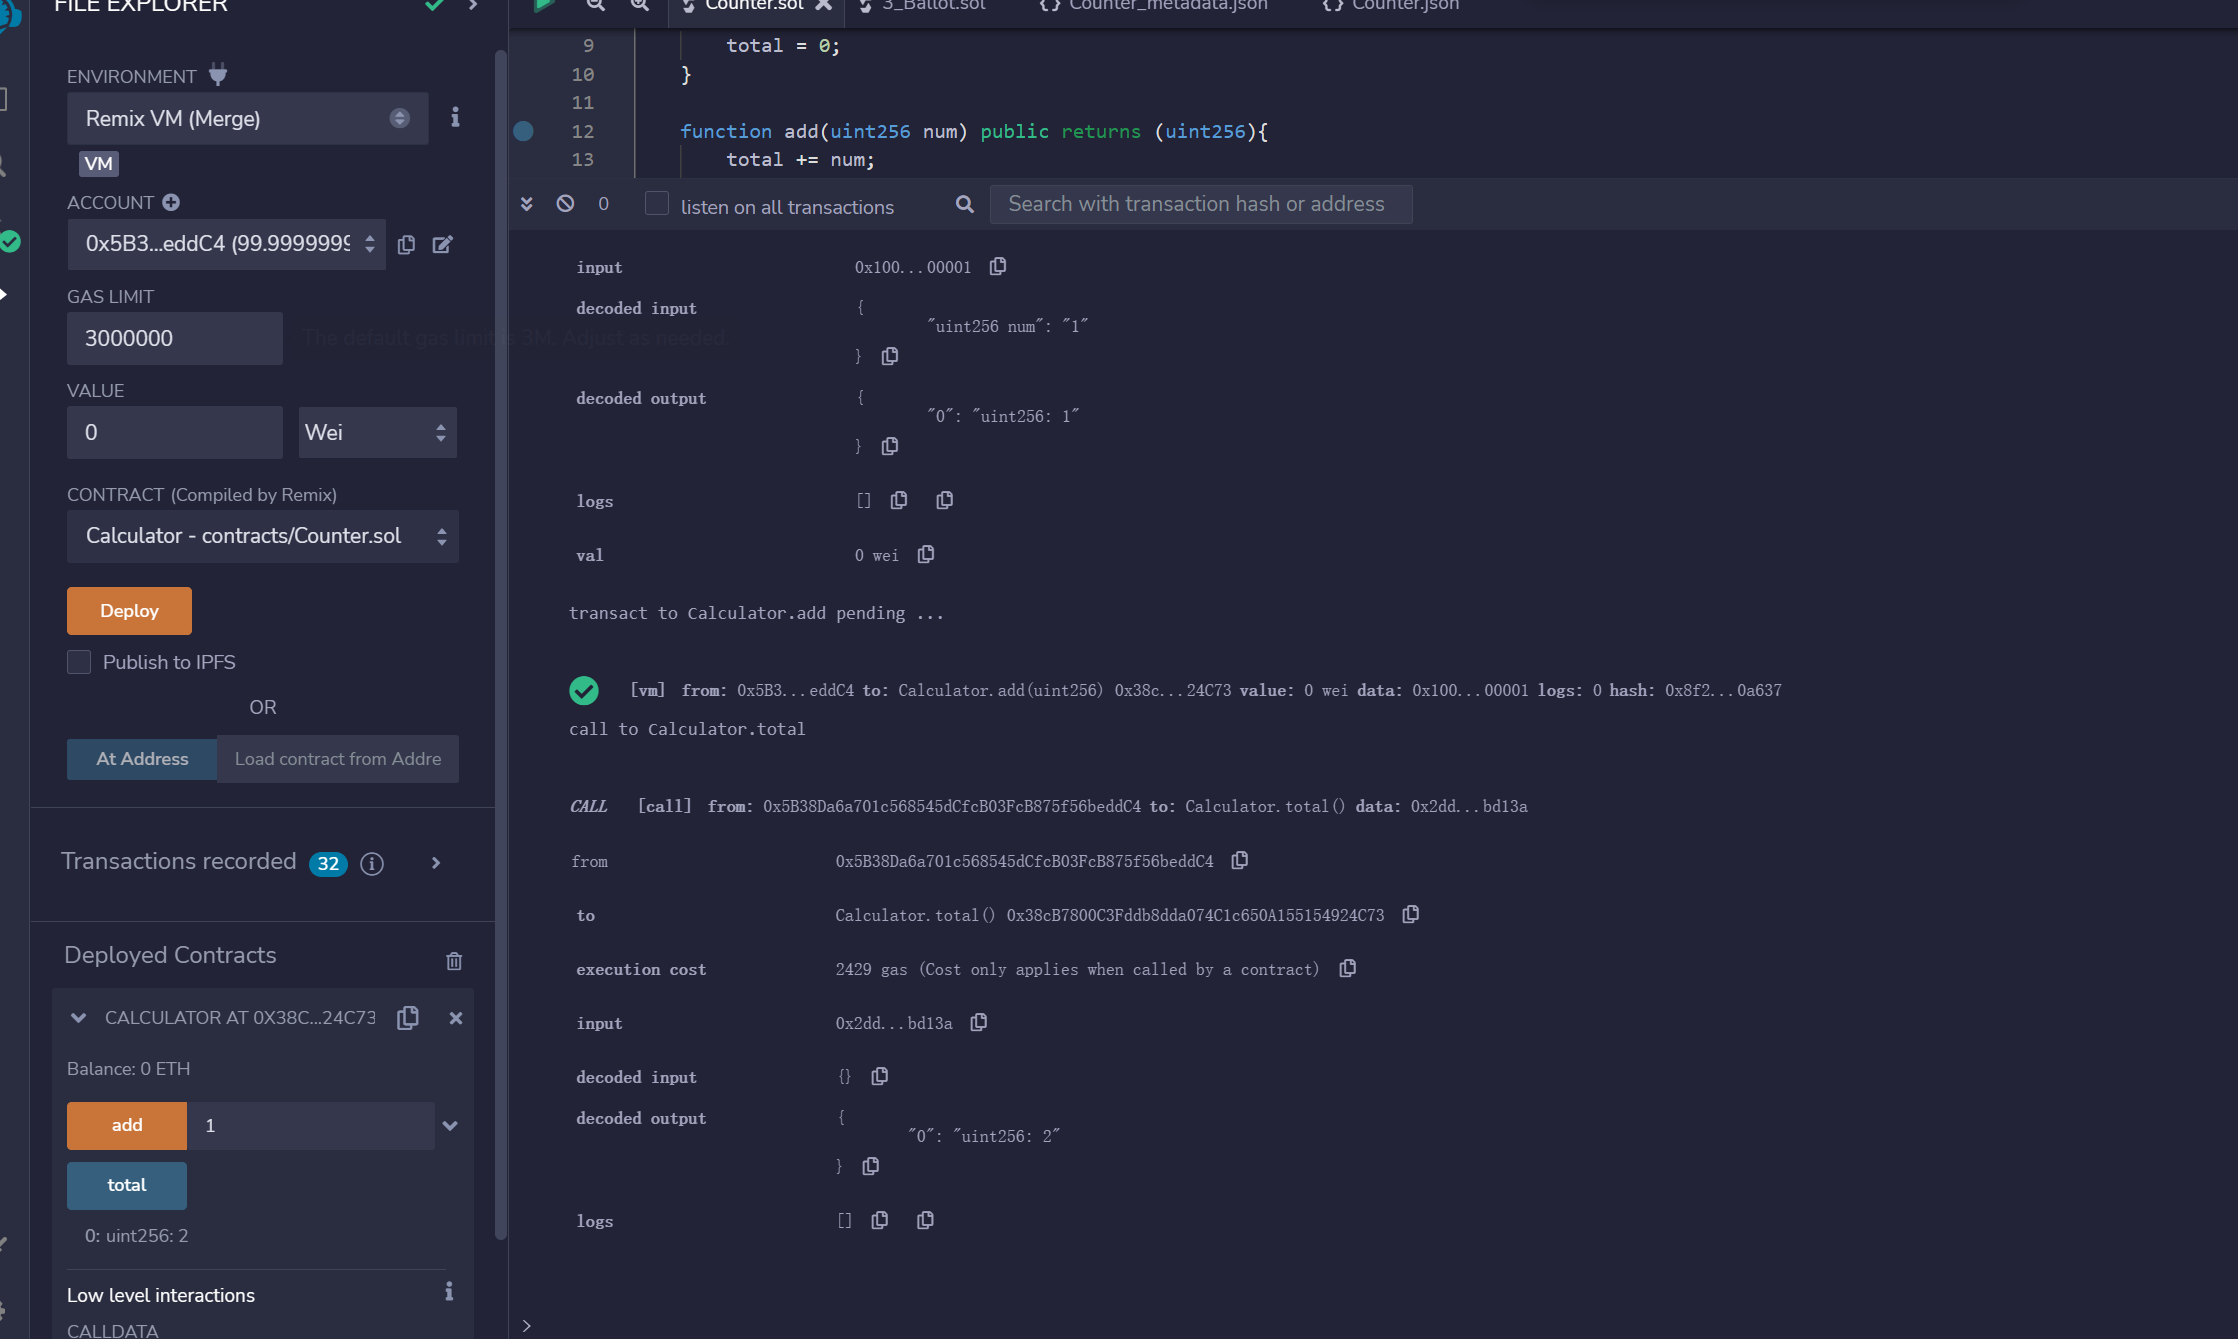 FILE EXPLORER
ENVIRONMENT
Remix VM (Merge)
VM
ACCOUNT
0x5B3...eddC4 (99.9999999
GAS LIMIT
3000000
The default gas limit is 3M. Adjust as needed.
VALUE
0
Wei
CONTRACT (Compiled by Remix)
Calculator - contracts/Counter.sol
Deploy
Publish to IPFS
OR
At Address
Load contract from Addre
Transactions recorded 32
Deployed Contracts
CALCULATOR AT 0X38C...24C73
Balance: 0 ETH
add 1
total
0: uint256: 2
Low level interactions
CALLDATA
Counter.sol
3_Ballot.sol
Counter_metadata.json
Counter.json
9 total = 0;
10 }
11
12 function add(uint256 num) public returns (uint256){
13 total += num;
0 listen on all transactions
Search with transaction hash or address
input 0x100...00001
decoded input {
"uint256 num": "1"
}
decoded output {
"0": "uint256: 1"
}
logs []
val 0 wei
transact to Calculator.add pending ...
[vm] from: 0x5B3...eddC4 to: Calculator.add(uint256) 0x38c...24C73 value: 0 wei data: 0x100...00001 logs: 0 hash: 0x8f2...0a637
call to Calculator.total
CALL [call] from: 0x5B38Da6a701c568545dCfcB03FcB875f56beddC4 to: Calculator.total() data: 0x2dd...bd13a
from 0x5B38Da6a701c568545dCfcB03FcB875f56beddC4
to Calculator.total() 0x38cB7800C3Fddb8dda074C1c650A155154924C73
execution cost 2429 gas (Cost only applies when called by a contract)
input 0x2dd...bd13a
decoded input {}
decoded output {
"0": "uint256: 2"
}
logs []
>